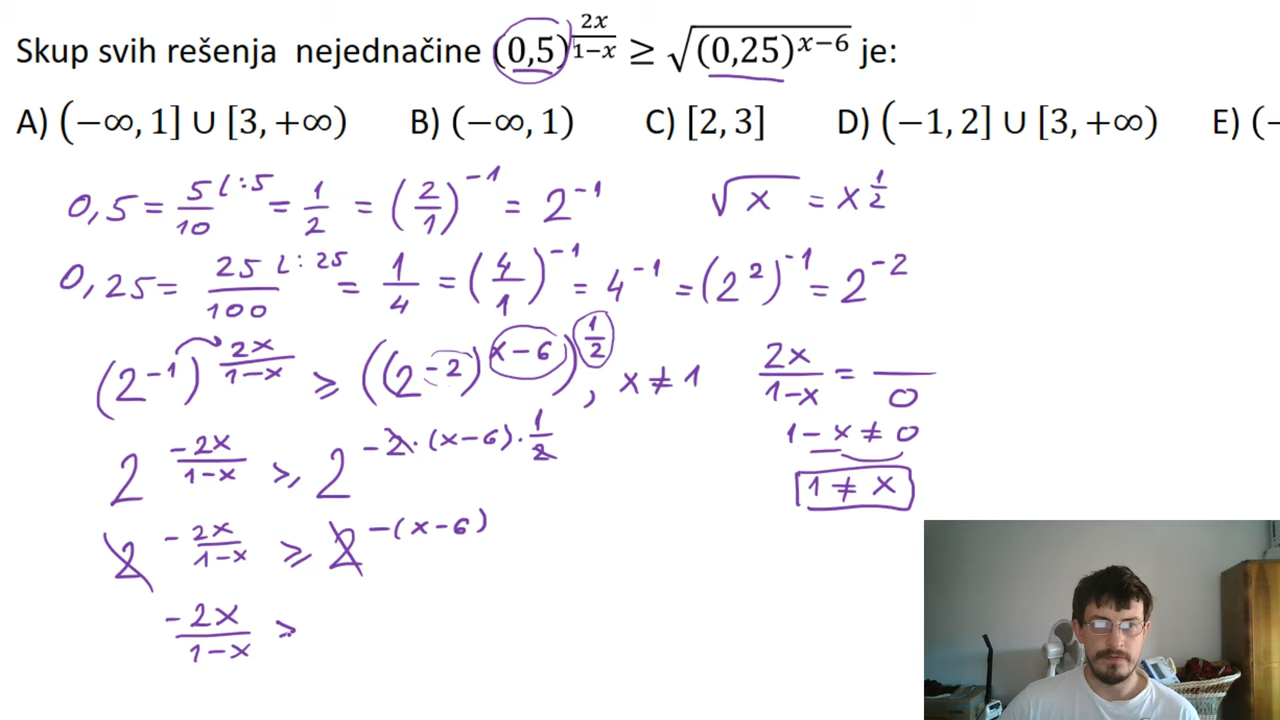 Skup svih rešenja nejednačine (0,5)^(2x/(1−x)) ≥ √((0,25)^(x−6)) je:
A) (−∞, 1] ∪ [3, +∞) B) (−∞, 1) C) [2, 3] D) (−1, 2] ∪ [3, +∞) E) (−
0,5 = 5/10 (:5 = 1/2 = (2/1)^-1 = 2^-1
√x = x^(1/2)
0,25 = 25/100 (:25 = 1/4 = (4/1)^-1 = 4^-1 = (2^2)^-1 = 2^-2
(2^-1)^(2x/(1-x)) ≥ ((2^-2)^(x-6))^(1/2), x ≠ 1
2^(-2x/(1-x)) ≥ 2^(-2·(x-6)·1/2)
2^(-2x/(1-x)) ≥ 2^(-(x-6))
-2x/(1-x) >
2x/(1-x) = —/0
1-x ≠ 0
1 ≠ x